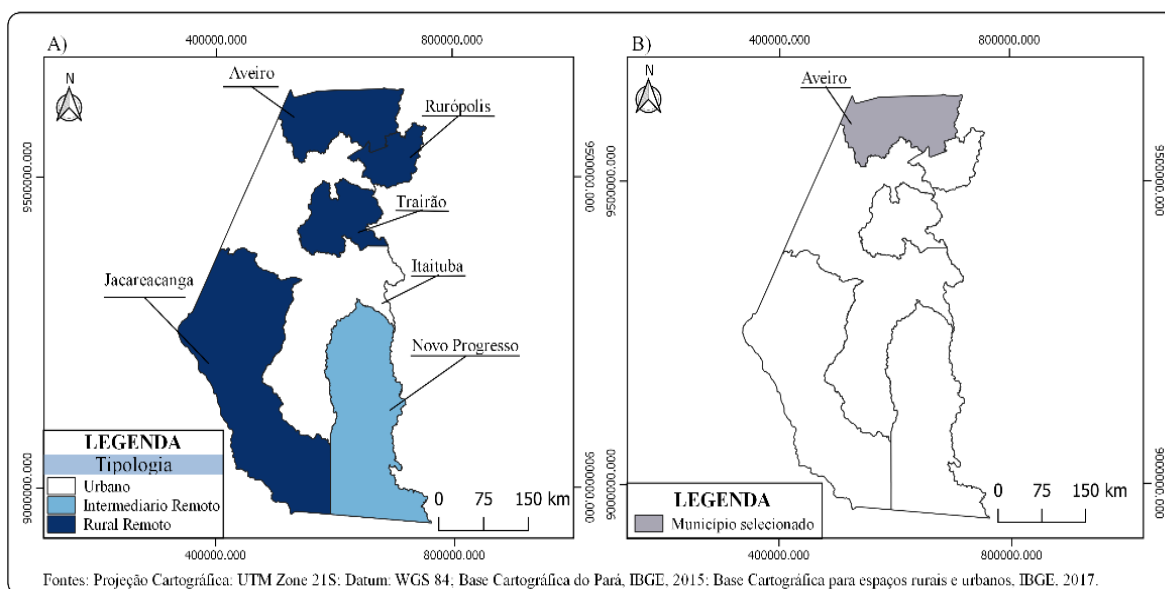 A)
400000.000
800000.000
N
Aveiro
Rurópolis
Trairão
Itaituba
Jacareacanga
Novo Progresso
9500000.000
9500000.000
9000000.000
9000000.000
LEGENDA
Tipologia
Urbano
Intermediario Remoto
Rural Remoto
0 75 150 km
400000.000
800000.000
B)
400000.000
800000.000
N
Aveiro
9500000.000
9500000.000
9000000.000
9000000.000
LEGENDA
Município selecionado
0 75 150 km
400000.000
800000.000
Fontes: Projeção Cartográfica: UTM Zone 21S; Datum: WGS 84; Base Cartográfica do Pará, IBGE, 2015; Base Cartográfica para espaços rurais e urbanos, IBGE, 2017.